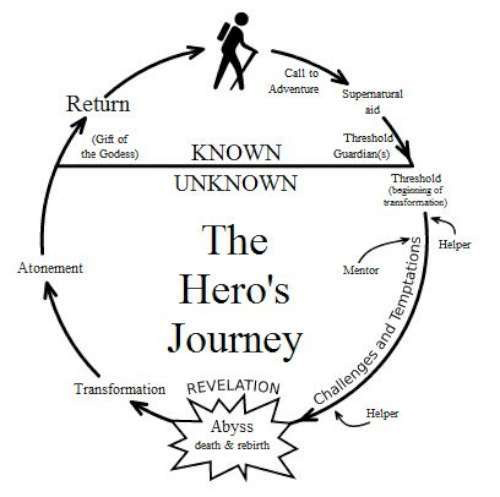 Call to
Adventure
Supernatural
aid
Return
(Gift of
the Godess)
KNOWN
Threshold
Guardian(s)
UNKNOWN
Threshold
(beginning of
transformation)
Helper
The
Hero's
Journey
Mentor
Atonement
Challenges and Temptations
Transformation
REVELATION
Helper
Abyss
death & rebirth